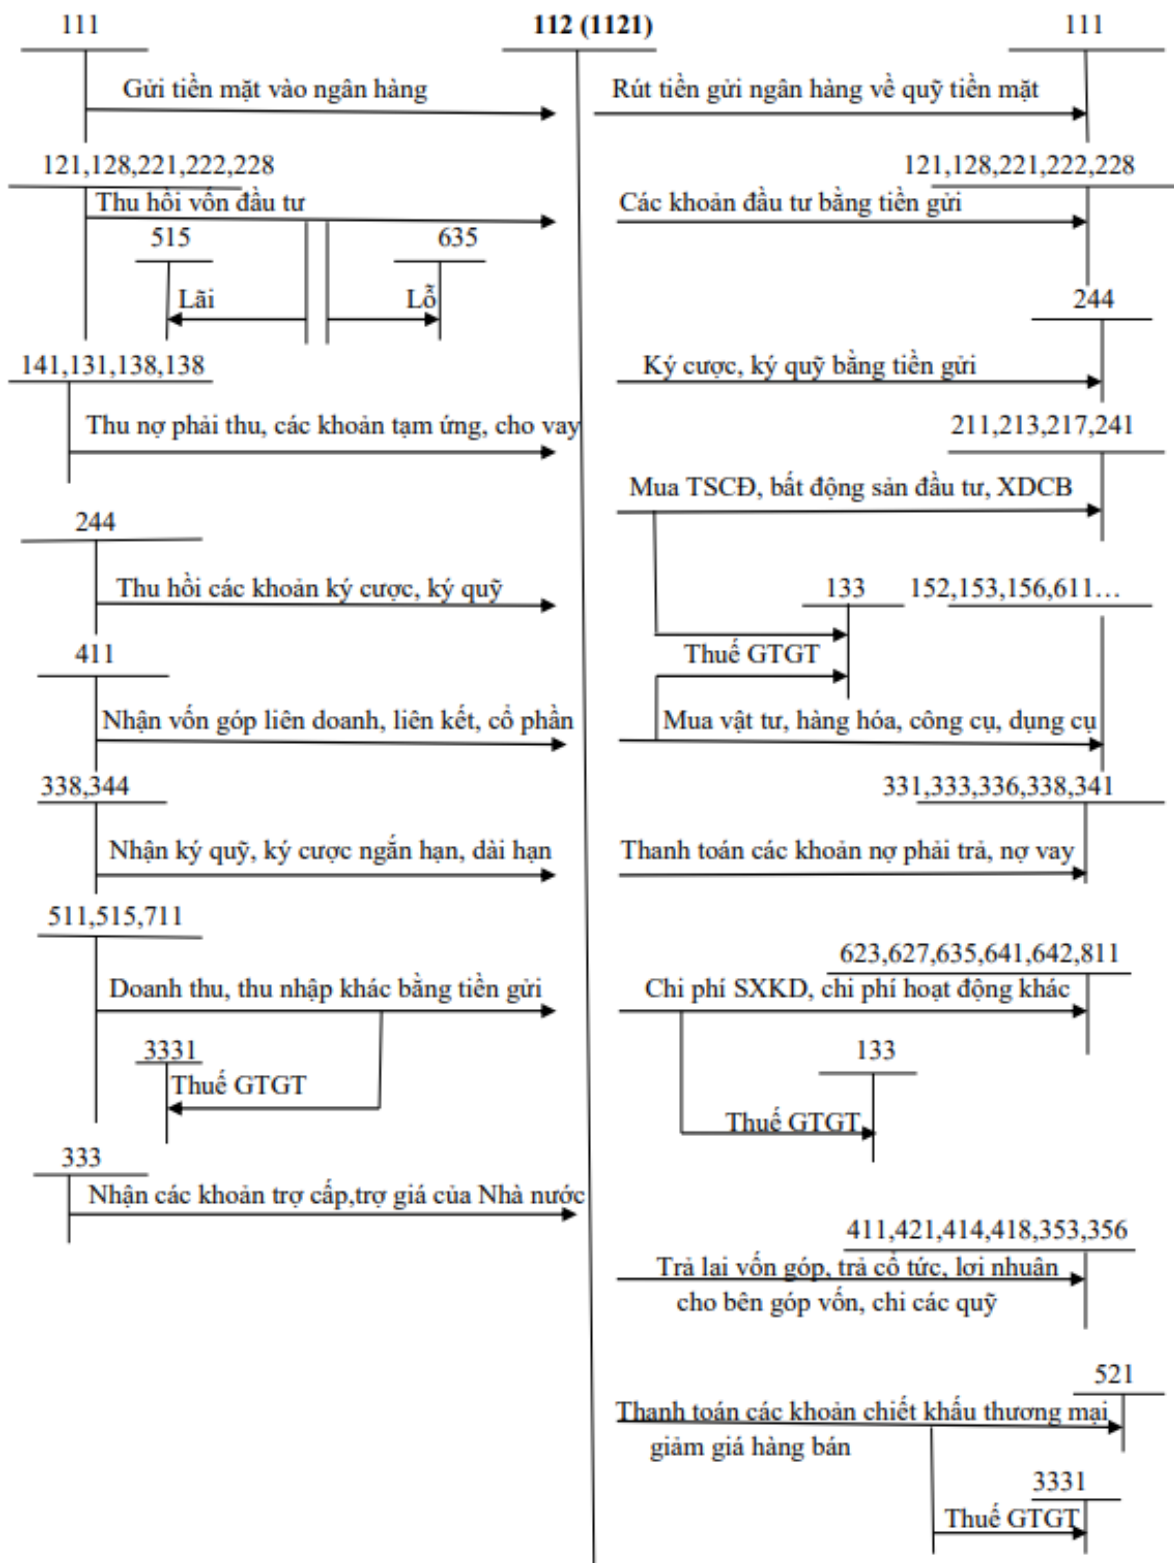 111 112 (1121) 111
Gửi tiền mặt vào ngân hàng Rút tiền gửi ngân hàng về quỹ tiền mặt
121,128,221,222,228 121,128,221,222,228
Thu hồi vốn đầu tư Các khoản đầu tư bằng tiền gửi
515 635
Lãi Lỗ 244
141,131,138,138 Ký cược, ký quỹ bằng tiền gửi
Thu nợ phải thu, các khoản tạm ứng, cho vay 211,213,217,241
Mua TSCĐ, bất động sản đầu tư, XDCB
244
Thu hồi các khoản ký cược, ký quỹ 133 152,153,156,611...
411 Thuế GTGT
Nhận vốn góp liên doanh, liên kết, cổ phần Mua vật tư, hàng hóa, công cụ, dụng cụ
338,344 331,333,336,338,341
Nhận ký quỹ, ký cược ngắn hạn, dài hạn Thanh toán các khoản nợ phải trả, nợ vay
511,515,711
623,627,635,641,642,811
Doanh thu, thu nhập khác bằng tiền gửi Chi phí SXKD, chi phí hoạt động khác
3331 133
Thuế GTGT
Thuế GTGT
333
Nhận các khoản trợ cấp,trợ giá của Nhà nước
411,421,414,418,353,356
Trả lai vốn góp, trả cổ tức, lơi nhuân
cho bên góp vốn, chi các quỹ
521
Thanh toán các khoản chiết khấu thương mại
giảm giá hàng bán
3331
Thuế GTGT